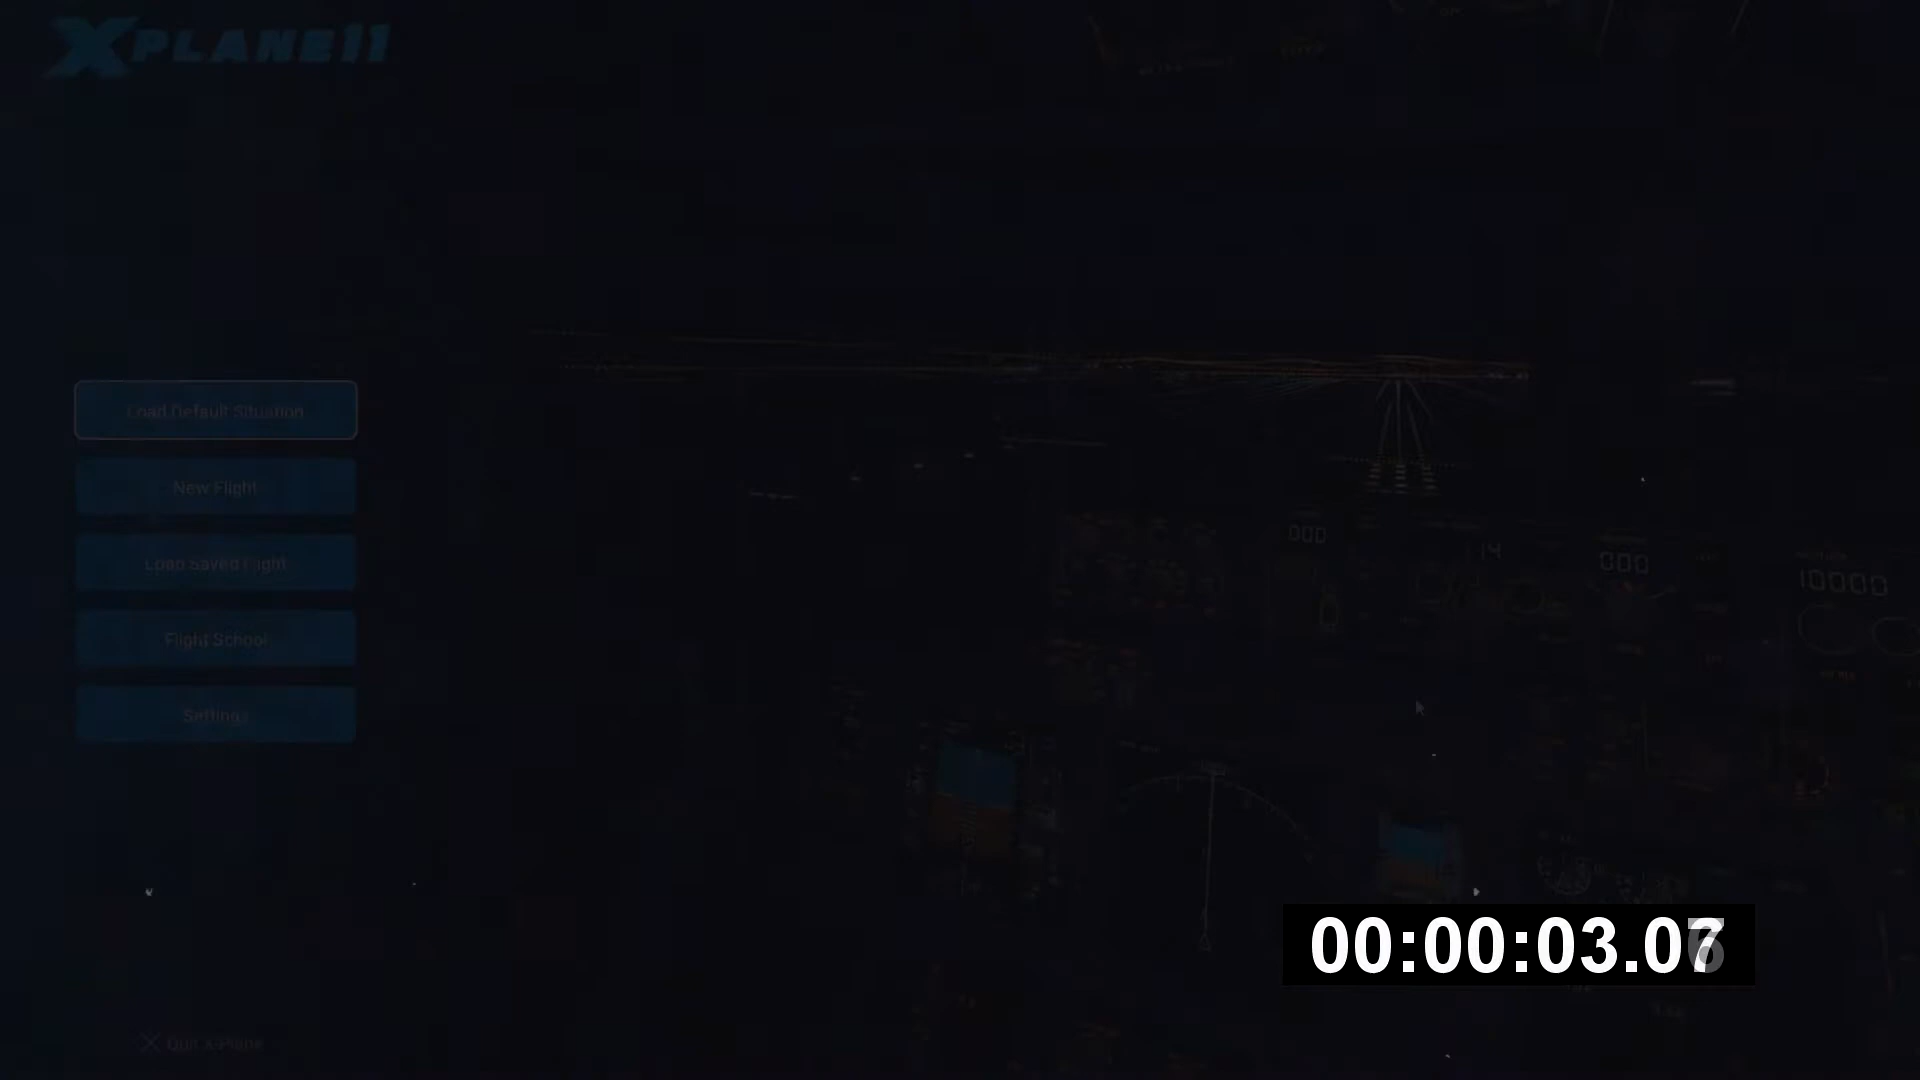 XPLANE11
Load Default Situation
New Flight
Load Saved Flight
Flight School
Settings
000
14
000
10000
00:00:03.07
Quit X-Plane